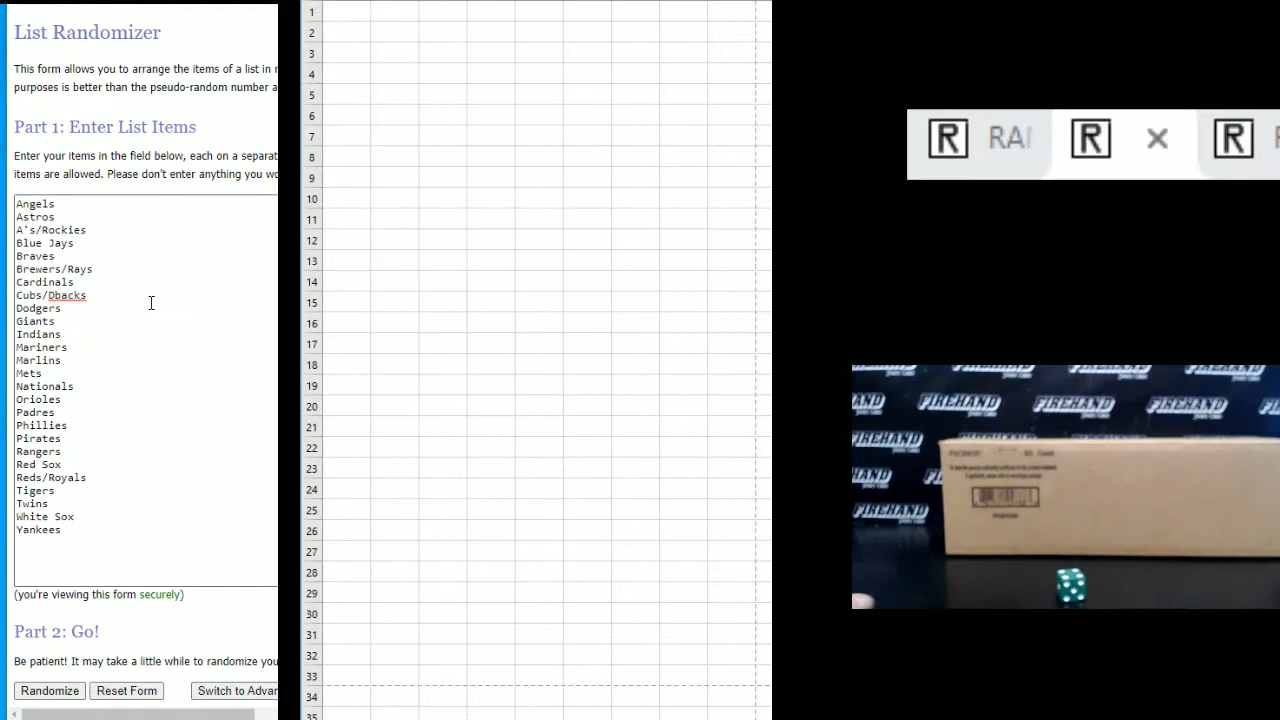 List Randomizer
This form allows you to arrange the items of a list in
purposes is better than the pseudo-random number a
Part 1: Enter List Items
Enter your items in the field below, each on a separat
items are allowed. Please don't enter anything you wo
Angels
Astros
A's/Rockies
Blue Jays
Braves
Brewers/Rays
Cardinals
Cubs/Dbacks
Dodgers
Giants
Indians
Mariners
Marlins
Mets
Nationals
Orioles
Padres
Phillies
Pirates
Rangers
Red Sox
Reds/Royals
Tigers
Twins
White Sox
Yankees
(you're viewing this form securely)
Part 2: Go!
Be patient! It may take a little while to randomize you
Randomize Reset Form Switch to Advan
1
2
3
4
5
6
7
8
9
10
11
12
13
14
15
16
17
18
19
20
21
22
23
24
25
26
27
28
29
30
31
32
33
34
35
R RAI R × R
FIREHAND FIREHAND FIREHAND
FIREHAND
FIREHAND